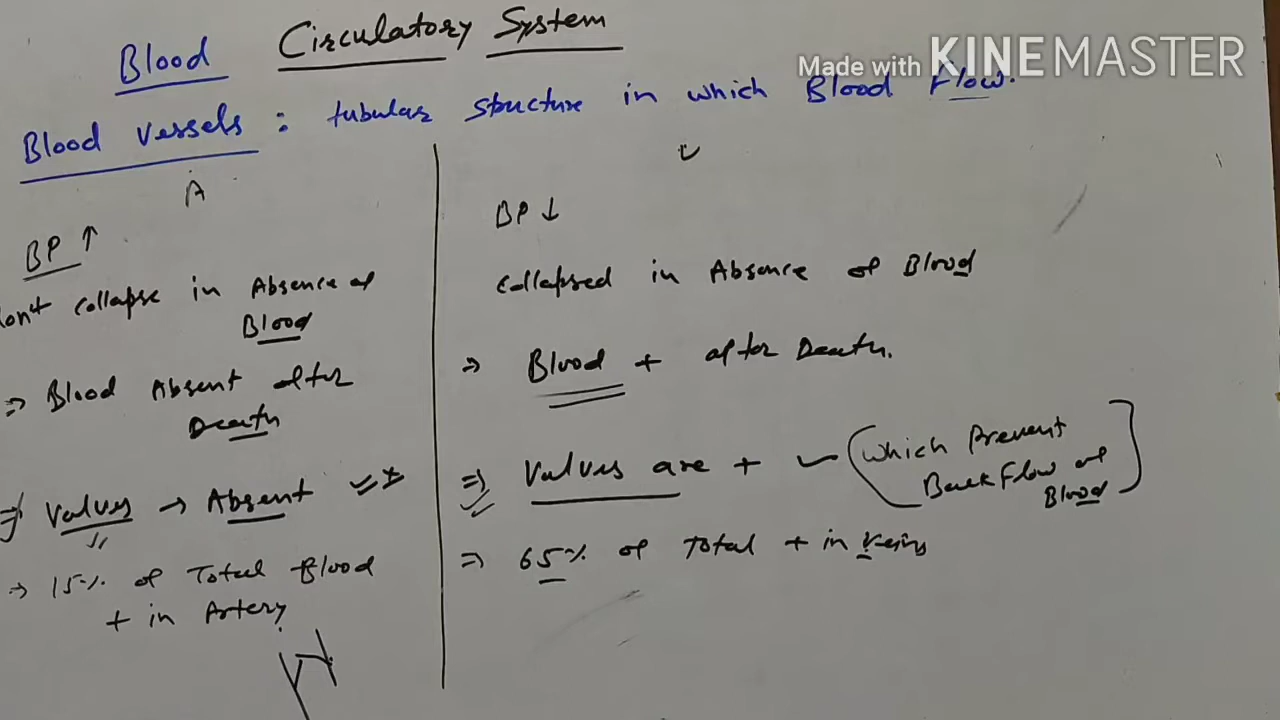 Blood Circulatory System
Made with KINEMASTER
Blood Vessels : tubular structure in which Blood Flow.
A
BP ↑
Don't collapse in Absence of
Blood
⇒ Blood Absent after
Death
⇒ Valves → Absent
→ 15% of Total Blood
+ in Artery
V
BP ↓
Collapsed in Absence of Blood
⇒ Blood + after Death.
⇒ Valves are + (which Prevent
BackFlow of
Blood
⇒ 65% of Total + in Veins